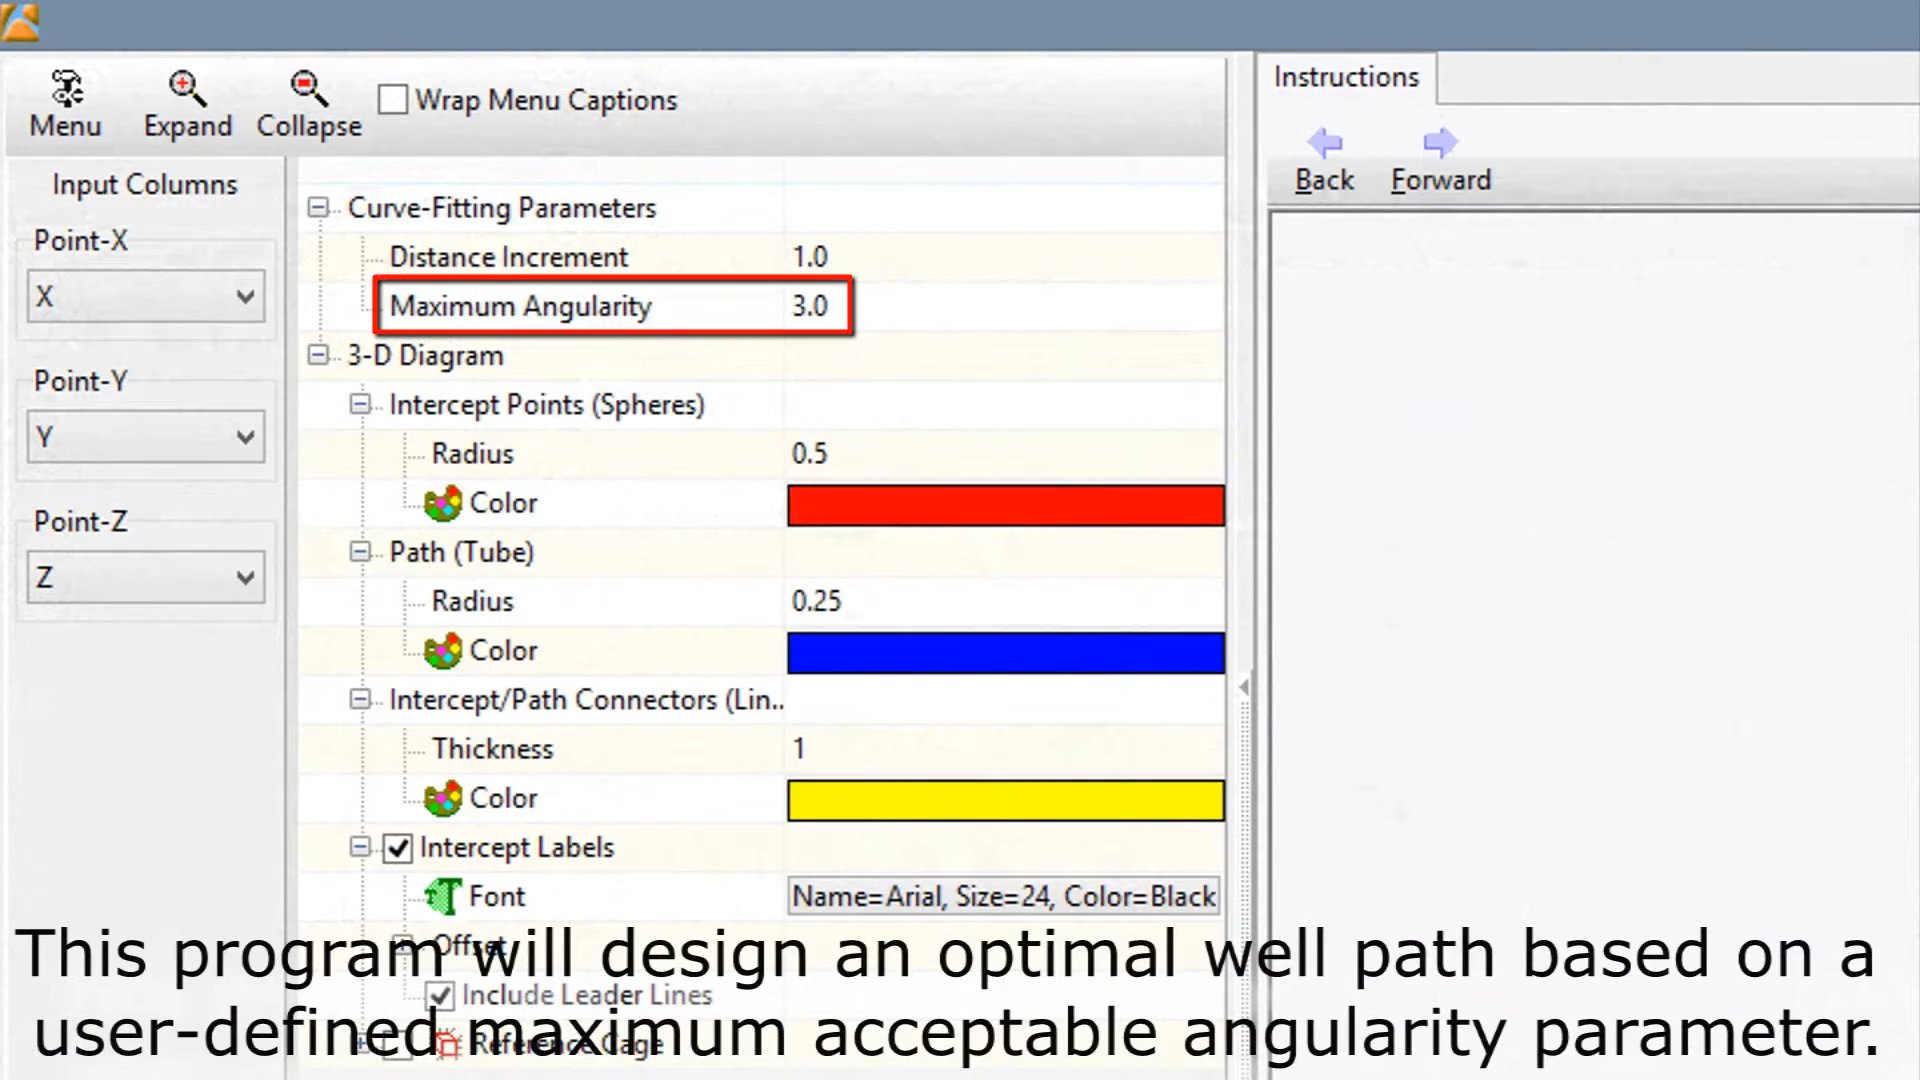 Menu
Expand
Collapse
Wrap Menu Captions
Instructions
Back
Forward
Input Columns
Point-X
X
Point-Y
Y
Point-Z
Z
Curve-Fitting Parameters
Distance Increment 1.0
Maximum Angularity 3.0
3-D Diagram
Intercept Points (Spheres)
Radius 0.5
Color
Path (Tube)
Radius 0.25
Color
Intercept/Path Connectors (Lin..
Thickness 1
Color
Intercept Labels
Font Name=Arial, Size=24, Color=Black
Offset
Include Leader Lines
Reference Cage
This program will design an optimal well path based on a
user-defined maximum acceptable angularity parameter.